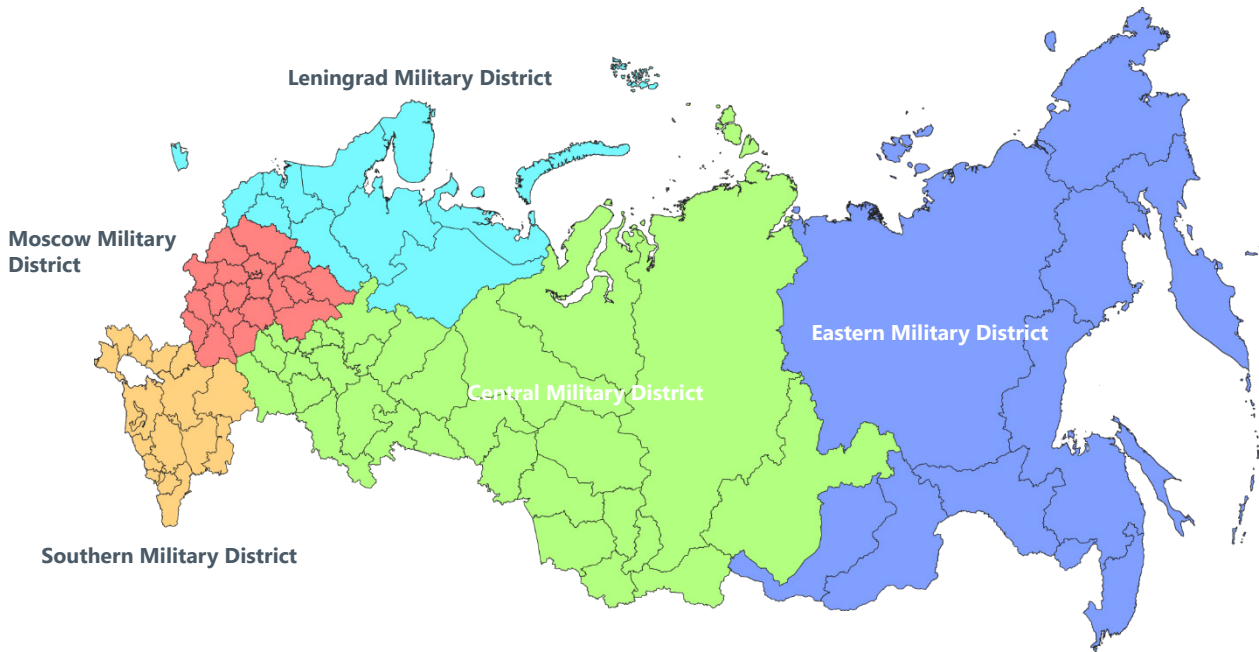 Leningrad Military District
Moscow Military
District
Eastern Military District
Central Military District
Southern Military District